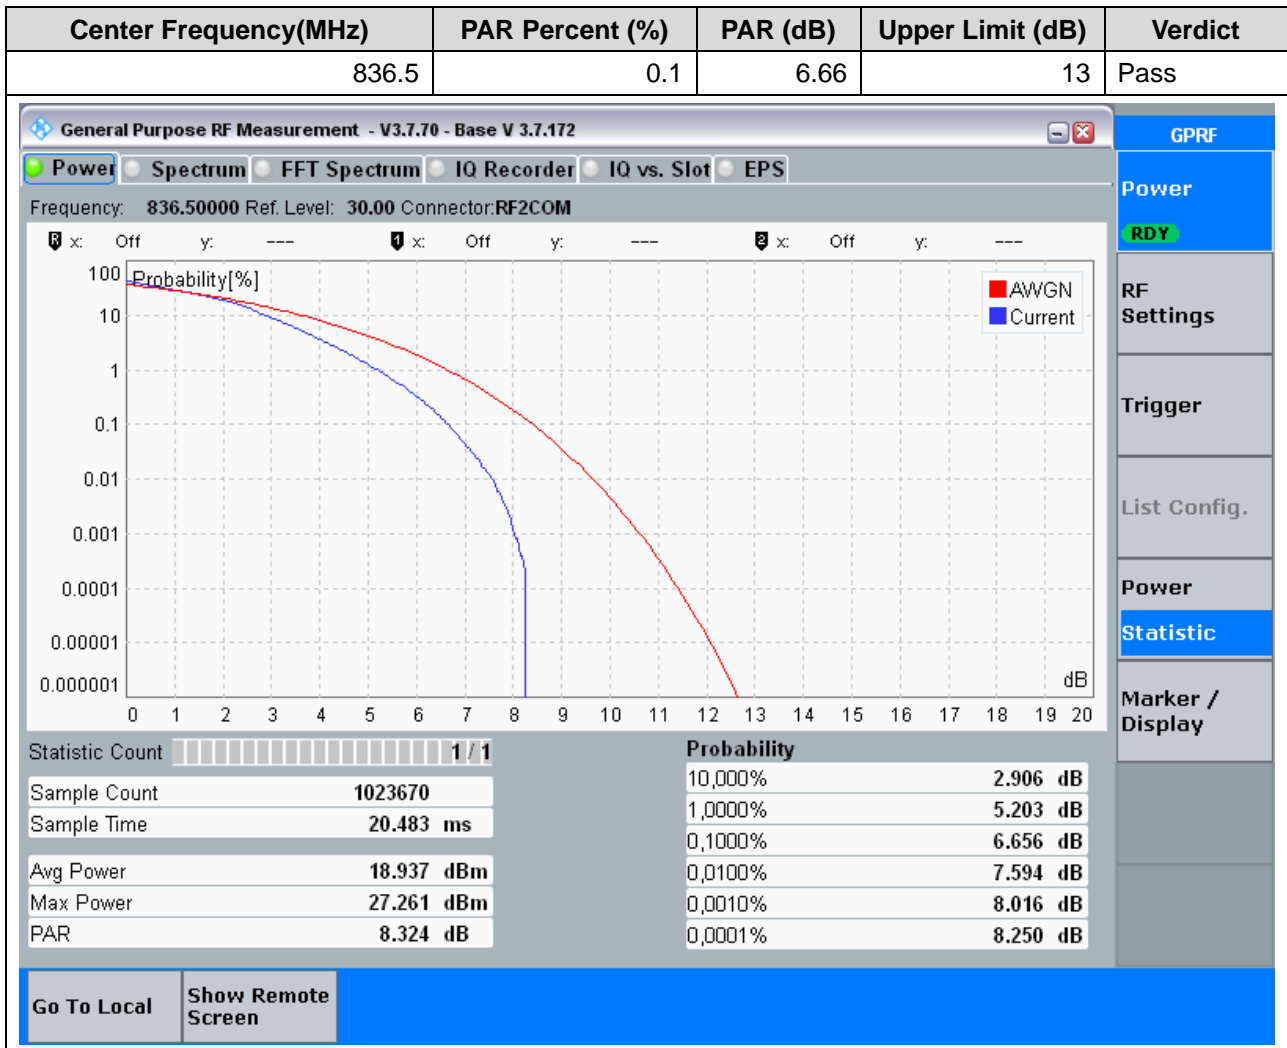 Center Frequency(MHz) PAR Percent (%) PAR (dB) Upper Limit (dB) Verdict
836.5 0.1 6.66 13 Pass
General Purpose RF Measurement - V3.7.70 - Base V 3.7.172
GPRF
Power Spectrum FFT Spectrum IQ Recorder IQ vs. Slot EPS
Power
RDY
Frequency: 836.50000 Ref. Level: 30.00 Connector:RF2COM
R x: Off y: --- 1 x: Off y: --- 2 x: Off y: ---
Probability[%]
AWGN
Current
100
10
1
0.1
0.01
0.001
0.0001
0.00001
0.000001
dB
0 1 2 3 4 5 6 7 8 9 10 11 12 13 14 15 16 17 18 19 20
RF
Settings
Trigger
List Config.
Power
Statistic
Marker /
Display
Statistic Count 1 / 1
Sample Count 1023670
Sample Time 20.483 ms
Avg Power 18.937 dBm
Max Power 27.261 dBm
PAR 8.324 dB
Probability
10,000% 2.906 dB
1,0000% 5.203 dB
0,1000% 6.656 dB
0,0100% 7.594 dB
0,0010% 8.016 dB
0,0001% 8.250 dB
Go To Local
Show Remote
Screen